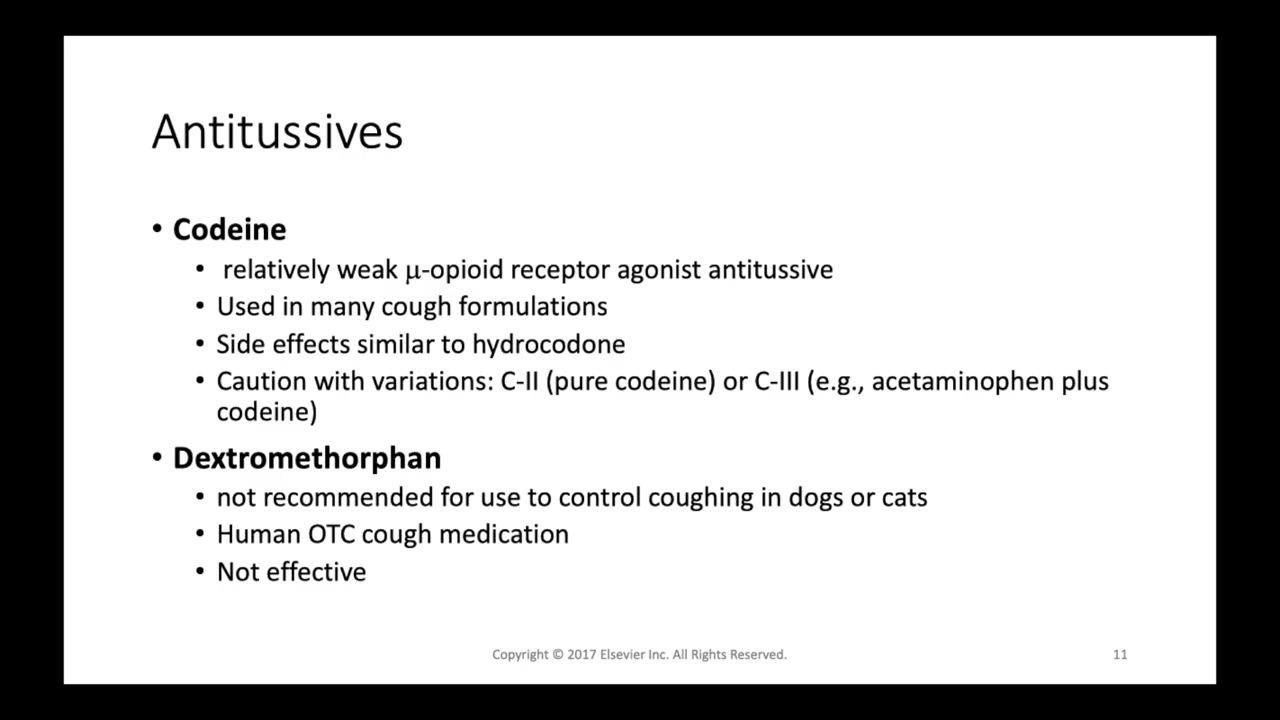 Antitussives
• Codeine
• relatively weak μ-opioid receptor agonist antitussive
• Used in many cough formulations
• Side effects similar to hydrocodone
• Caution with variations: C-II (pure codeine) or C-III (e.g., acetaminophen plus
codeine)
• Dextromethorphan
• not recommended for use to control coughing in dogs or cats
• Human OTC cough medication
• Not effective
Copyright © 2017 Elsevier Inc. All Rights Reserved.
11